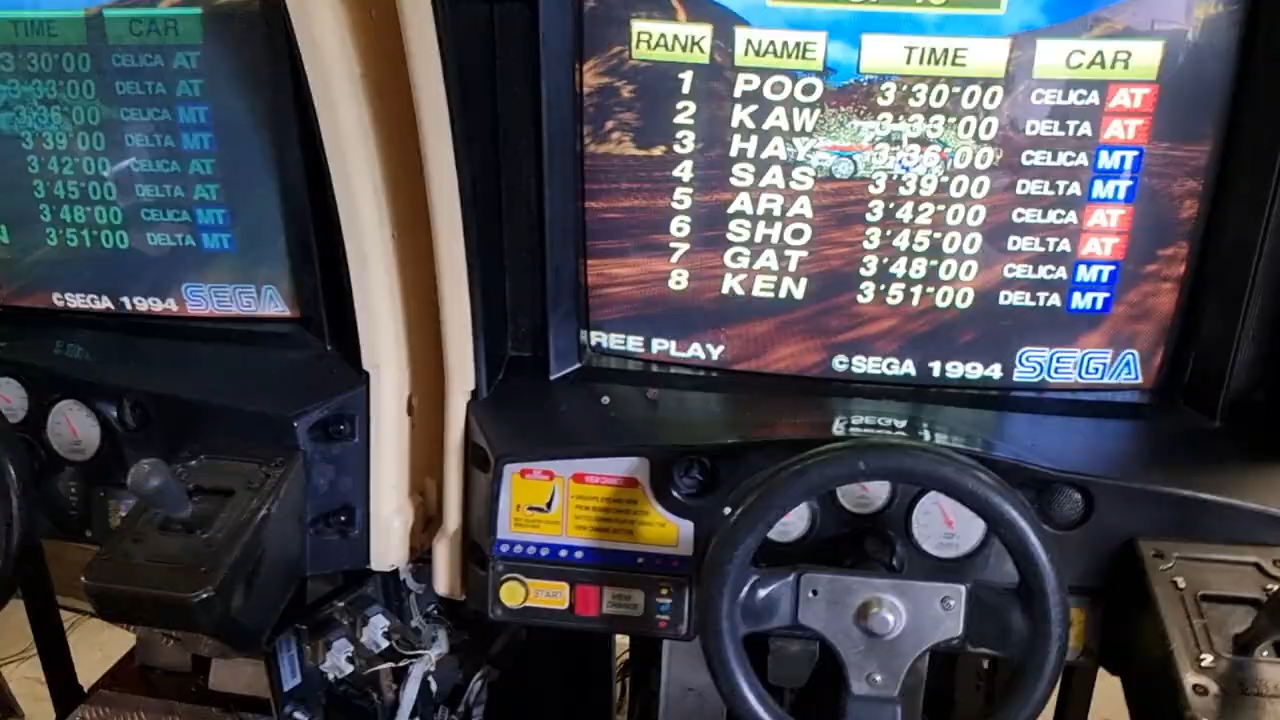 TIME CAR
3'30"00 CELICA AT
3'33"00 DELTA AT
3'36"00 CELICA MT
3'39"00 DELTA MT
3'42"00 CELICA AT
3'45"00 DELTA AT
3'48"00 CELICA MT
N 3'51"00 DELTA MT
©SEGA 1994 SEGA
RANK NAME TIME CAR
1 POO 3'30"00 CELICA AT
2 KAW 3'33"00 DELTA AT
3 HAY 3'36"00 CELICA MT
4 SAS 3'39"00 DELTA MT
5 ARA 3'42"00 CELICA AT
6 SHO 3'45"00 DELTA AT
7 GAT 3'48"00 CELICA MT
8 KEN 3'51"00 DELTA MT
REE PLAY
©SEGA 1994 SEGA
VIEW CHANGE
START
VIEW CHANGE
2